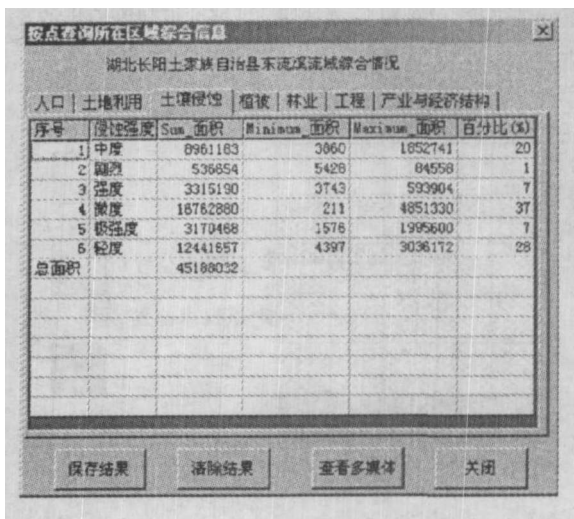 按点查询所在区域综合信息
湖北长阳土家族自治县东流溪流域综合情况
人口 土地利用 土壤侵蚀 植被 林业 工程 产业与经济结构
序号 侵蚀强度 Sum_面积 Minimum_面积 Maximum_面积 百分比(%)
1 中度 8961183 3860 1852741 20
2 剧烈 536654 5428 84558 1
3 强度 3315190 3743 593904 7
4 微度 16762880 211 4851330 37
5 极强度 3170468 1576 1995600 7
6 轻度 12441657 4397 3036172 28
总面积 45188032
保存结果 清除结果 查看多媒体 关闭